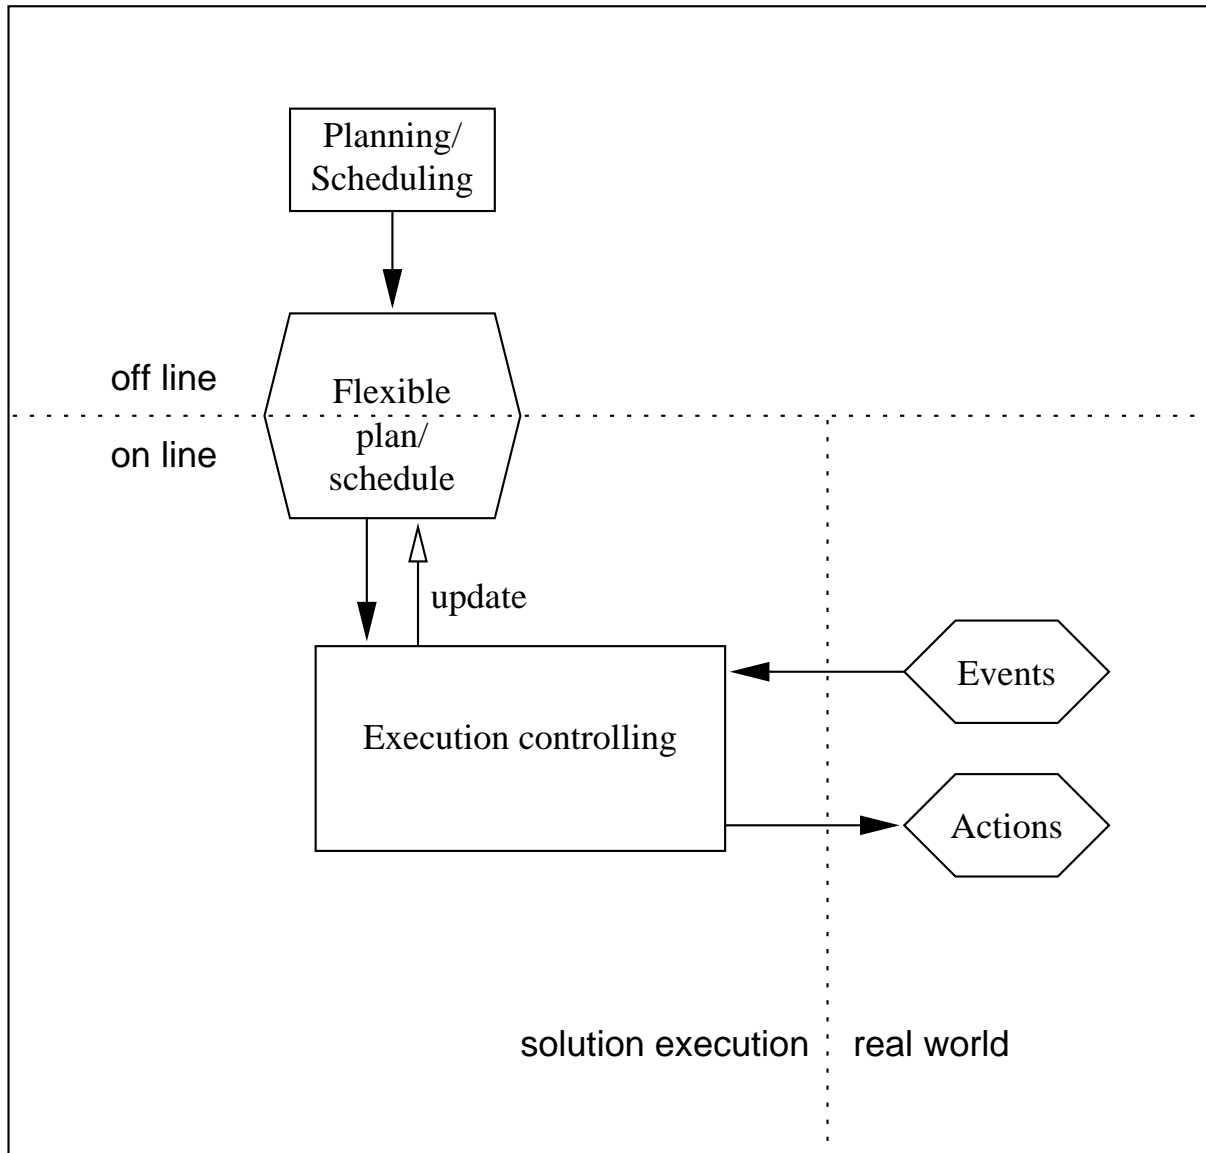 Planning/
Scheduling
off line
Flexible
on line
plan/
schedule
update
Events
Execution controlling
Actions
solution execution
real world